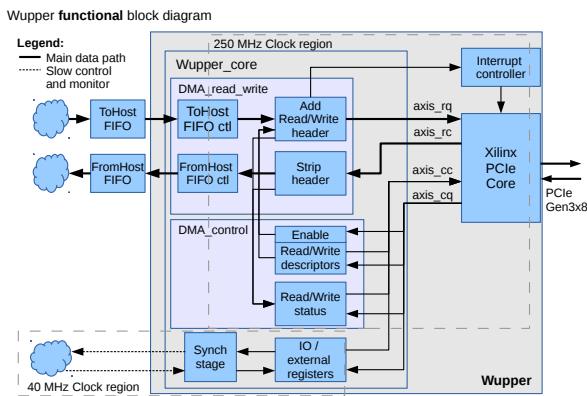 Wupper functional block diagram
Legend:
Main data path
Slow control
and monitor
250 MHz Clock region
Wupper_core
DMA_read_write
Interrupt
controller
ToHost
FIFO
ToHost
FIFO ctl
Add
Read/Write
header
axis_rq
axis_rc
FromHost
FIFO
FromHost
FIFO ctl
Strip
header
Xilinx
PCIe
Core
axis_cc
axis_cq
PCIe
Gen3x8
DMA_control
Enable
Read/Write
descriptors
Read/Write
status
Synch
stage
IO /
external
registers
40 MHz Clock region
Wupper